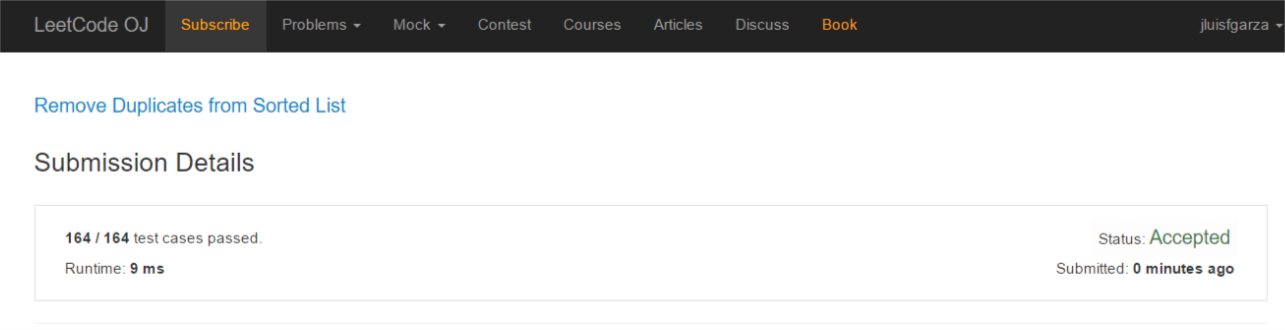 LeetCode OJ Subscribe Problems Mock Contest Courses Articles Discuss Book jluisfgarza
Remove Duplicates from Sorted List
Submission Details
164 / 164 test cases passed. Status: Accepted
Runtime: 9 ms Submitted: 0 minutes ago